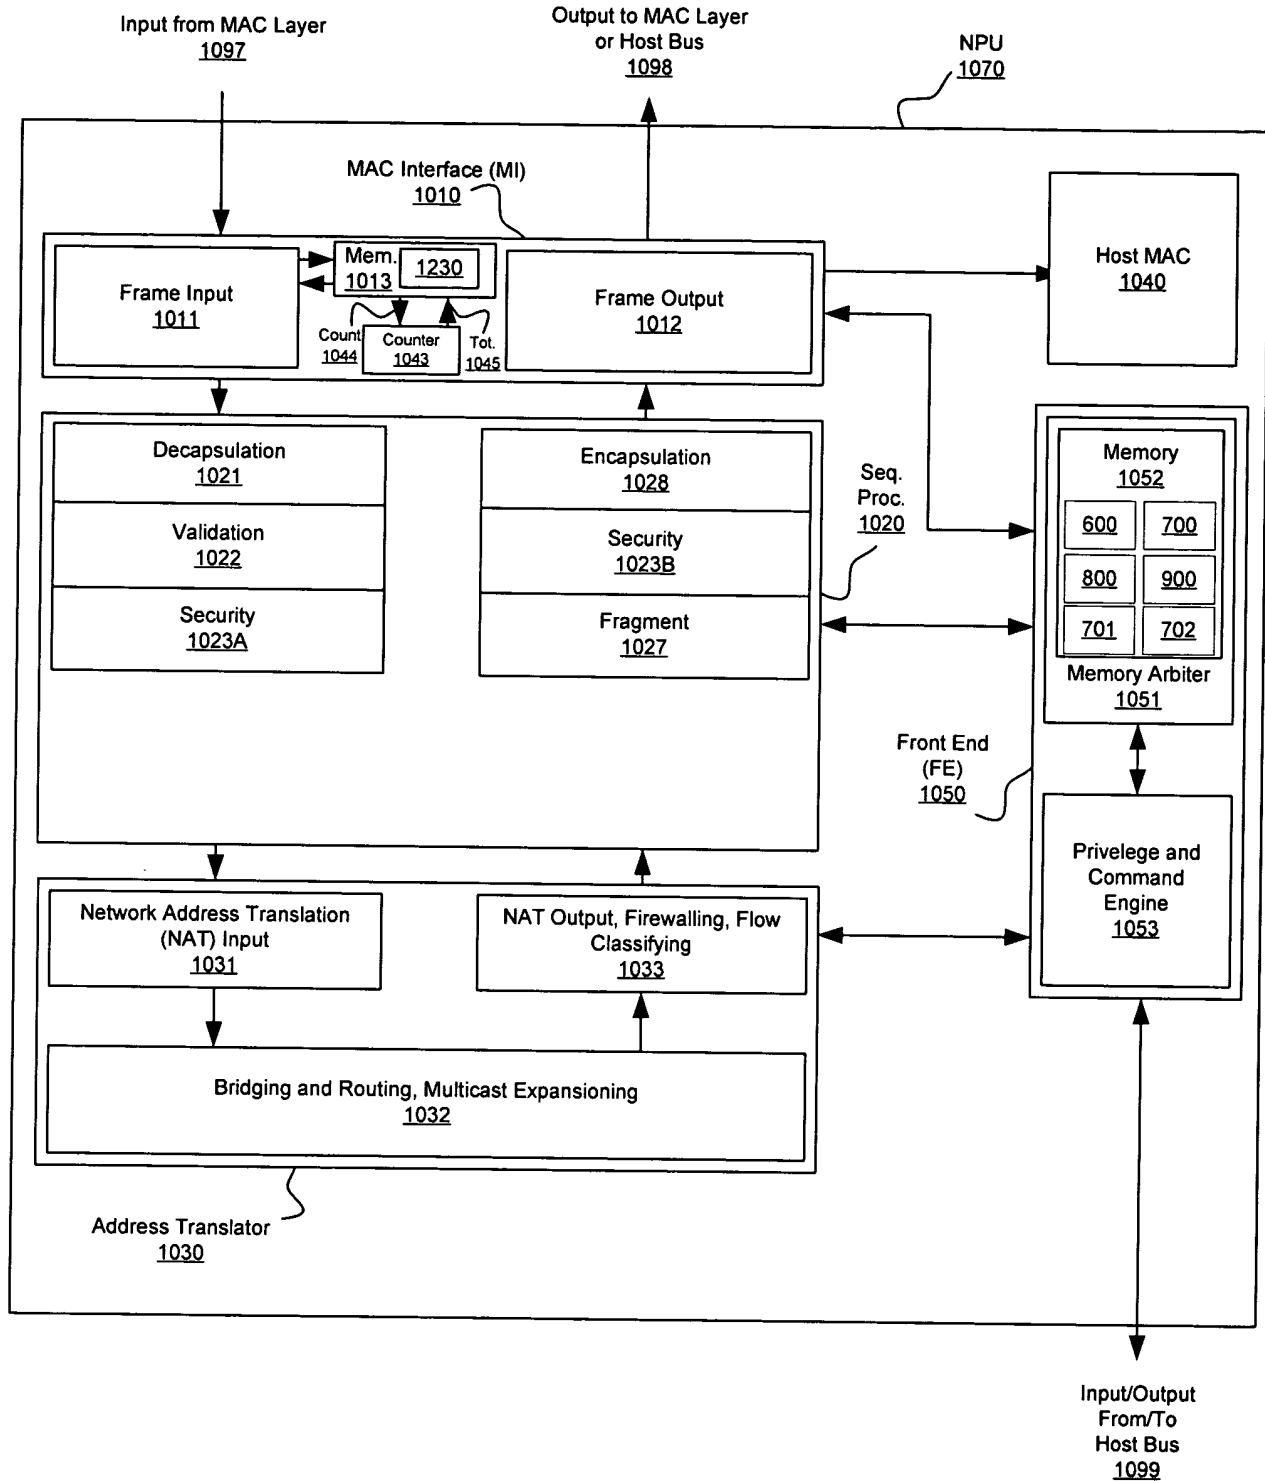 Input from MAC Layer
1097
Output to MAC Layer
or Host Bus
1098
NPU
1070
MAC Interface (MI)
1010
Frame Input
1011
Mem.
1013
1230
Count
1044
Counter
1043
Tot.
1045
Frame Output
1012
Host MAC
1040
Decapsulation
1021
Validation
1022
Security
1023A
Encapsulation
1028
Security
1023B
Fragment
1027
Seq.
Proc.
1020
Memory
1052
600
700
800
900
701
702
Memory Arbiter
1051
Front End
(FE)
1050
Privelege and
Command
Engine
1053
Network Address Translation
(NAT) Input
1031
NAT Output, Firewalling, Flow
Classifying
1033
Bridging and Routing, Multicast Expansioning
1032
Address Translator
1030
Input/Output
From/To
Host Bus
1099